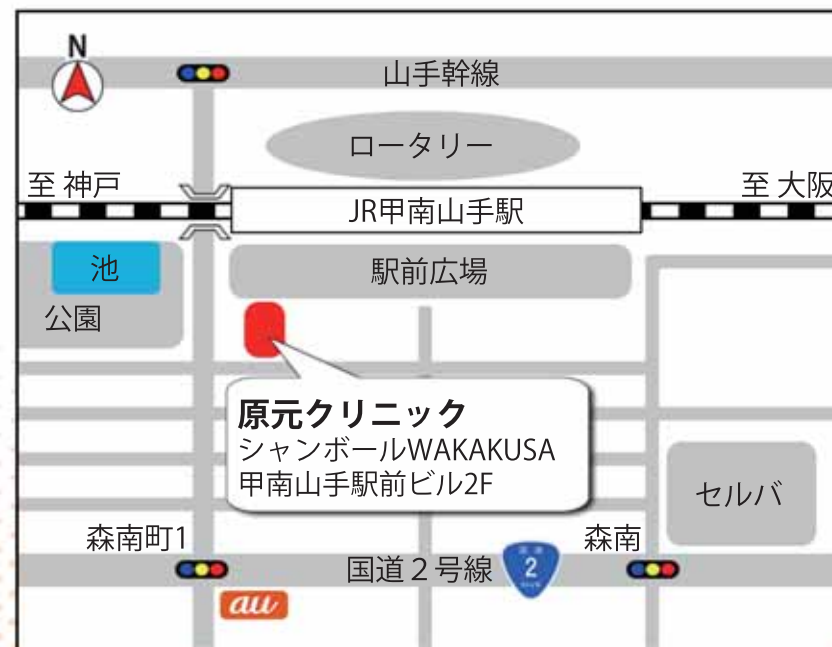 N
山手幹線
ロータリー
至 神戸
至 大阪
JR甲南山手駅
池
駅前広場
公園
原元クリニック
シャンボールWAKAKUSA
甲南山手駅前ビル2F
セルバ
森南町1
森南
国道２号線
2
au